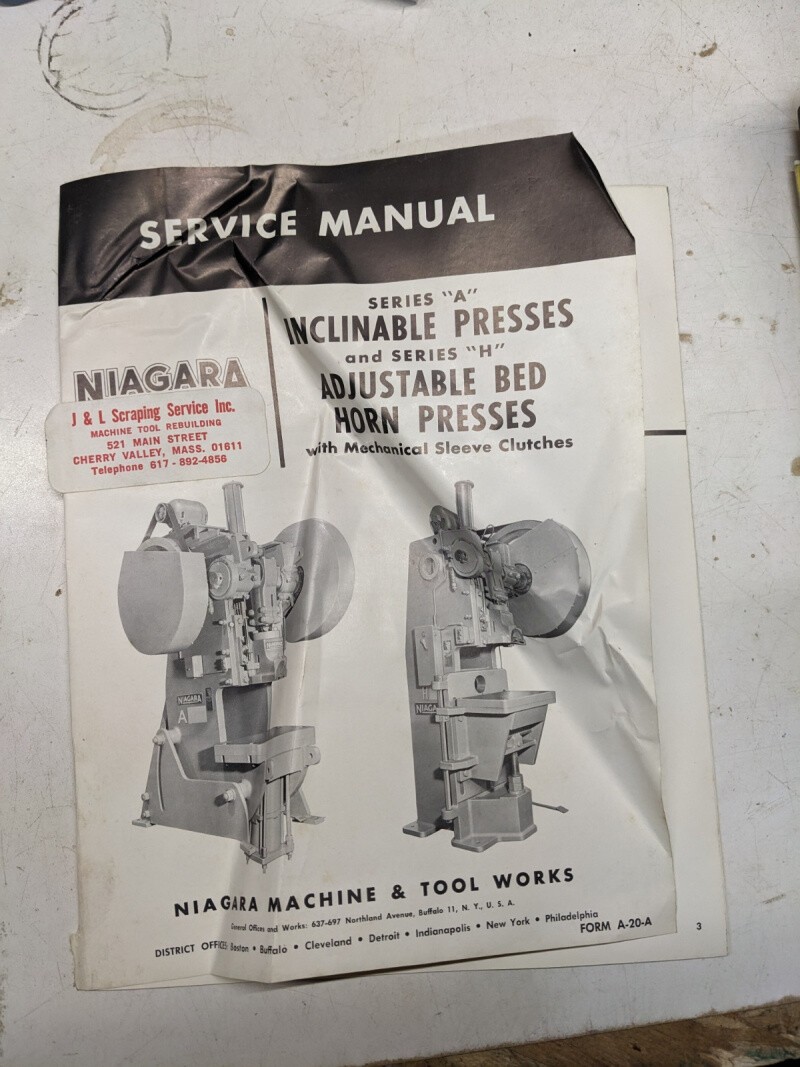 SERVICE MANUAL
SERIES "A"
INCLINABLE PRESSES
and SERIES "H"
ADJUSTABLE BED
HORN PRESSES
with Mechanical Sleeve Clutches
NIAGARA
J & L Scraping Service Inc.
MACHINE TOOL REBUILDING
521 MAIN STREET
CHERRY VALLEY, MASS. 01611
Telephone 617-892-4856
NIAGARA
A
H
NIAGA
NIAGARA MACHINE & TOOL WORKS
General Offices and Works: 637-697 Northland Avenue, Buffalo 11, N. Y., U. S. A.
DISTRICT OFFICES: Boston • Buffalo • Cleveland • Detroit • Indianapolis • New York • Philadelphia
FORM A-20-A
3